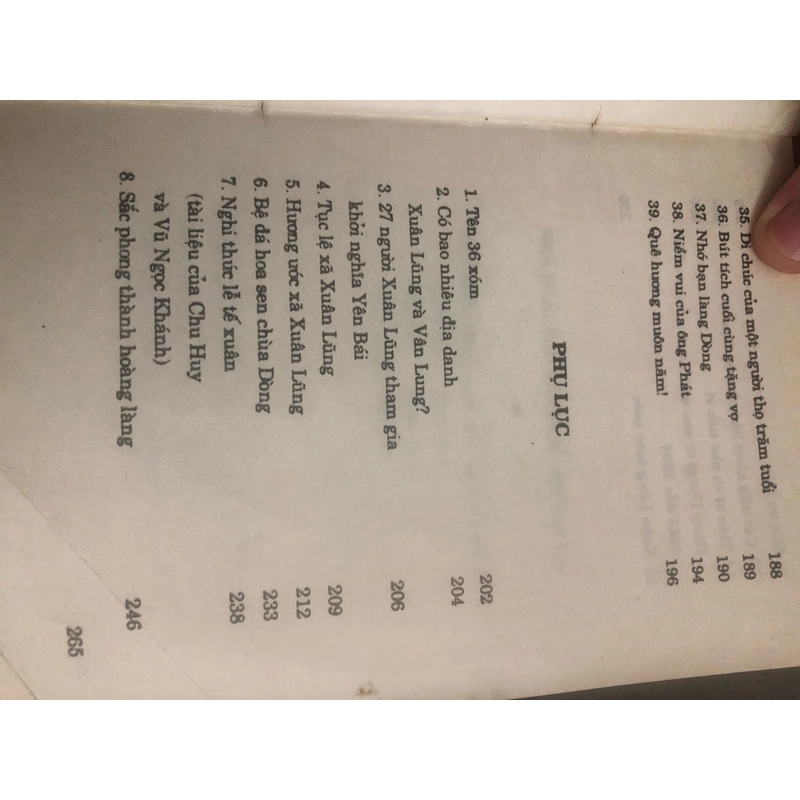 35. Di chúc của một người thọ trăm tuổi 188
36. Bút tích cuối cùng tặng vợ 189
37. Nhớ bạn làng Dòng 190
38. Niềm vui của ông Phát 194
39. Quê hương muôn năm! 196
PHỤ LỤC
1. Tên 36 xóm 202
2. Có bao nhiêu địa danh
Xuân Lũng và Vân Lung? 204
3. 27 người Xuân Lũng tham gia
khởi nghĩa Yên Bái 206
4. Tục lệ xã Xuân Lũng 209
5. Hương ước xã Xuân Lũng 212
6. Bệ đá hoa sen chùa Dòng 233
7. Nghi thức lễ tế xuân 238
(tài liệu của Chu Huy
và Vũ Ngọc Khánh)
8. Sắc phong thành hoàng làng 246
265